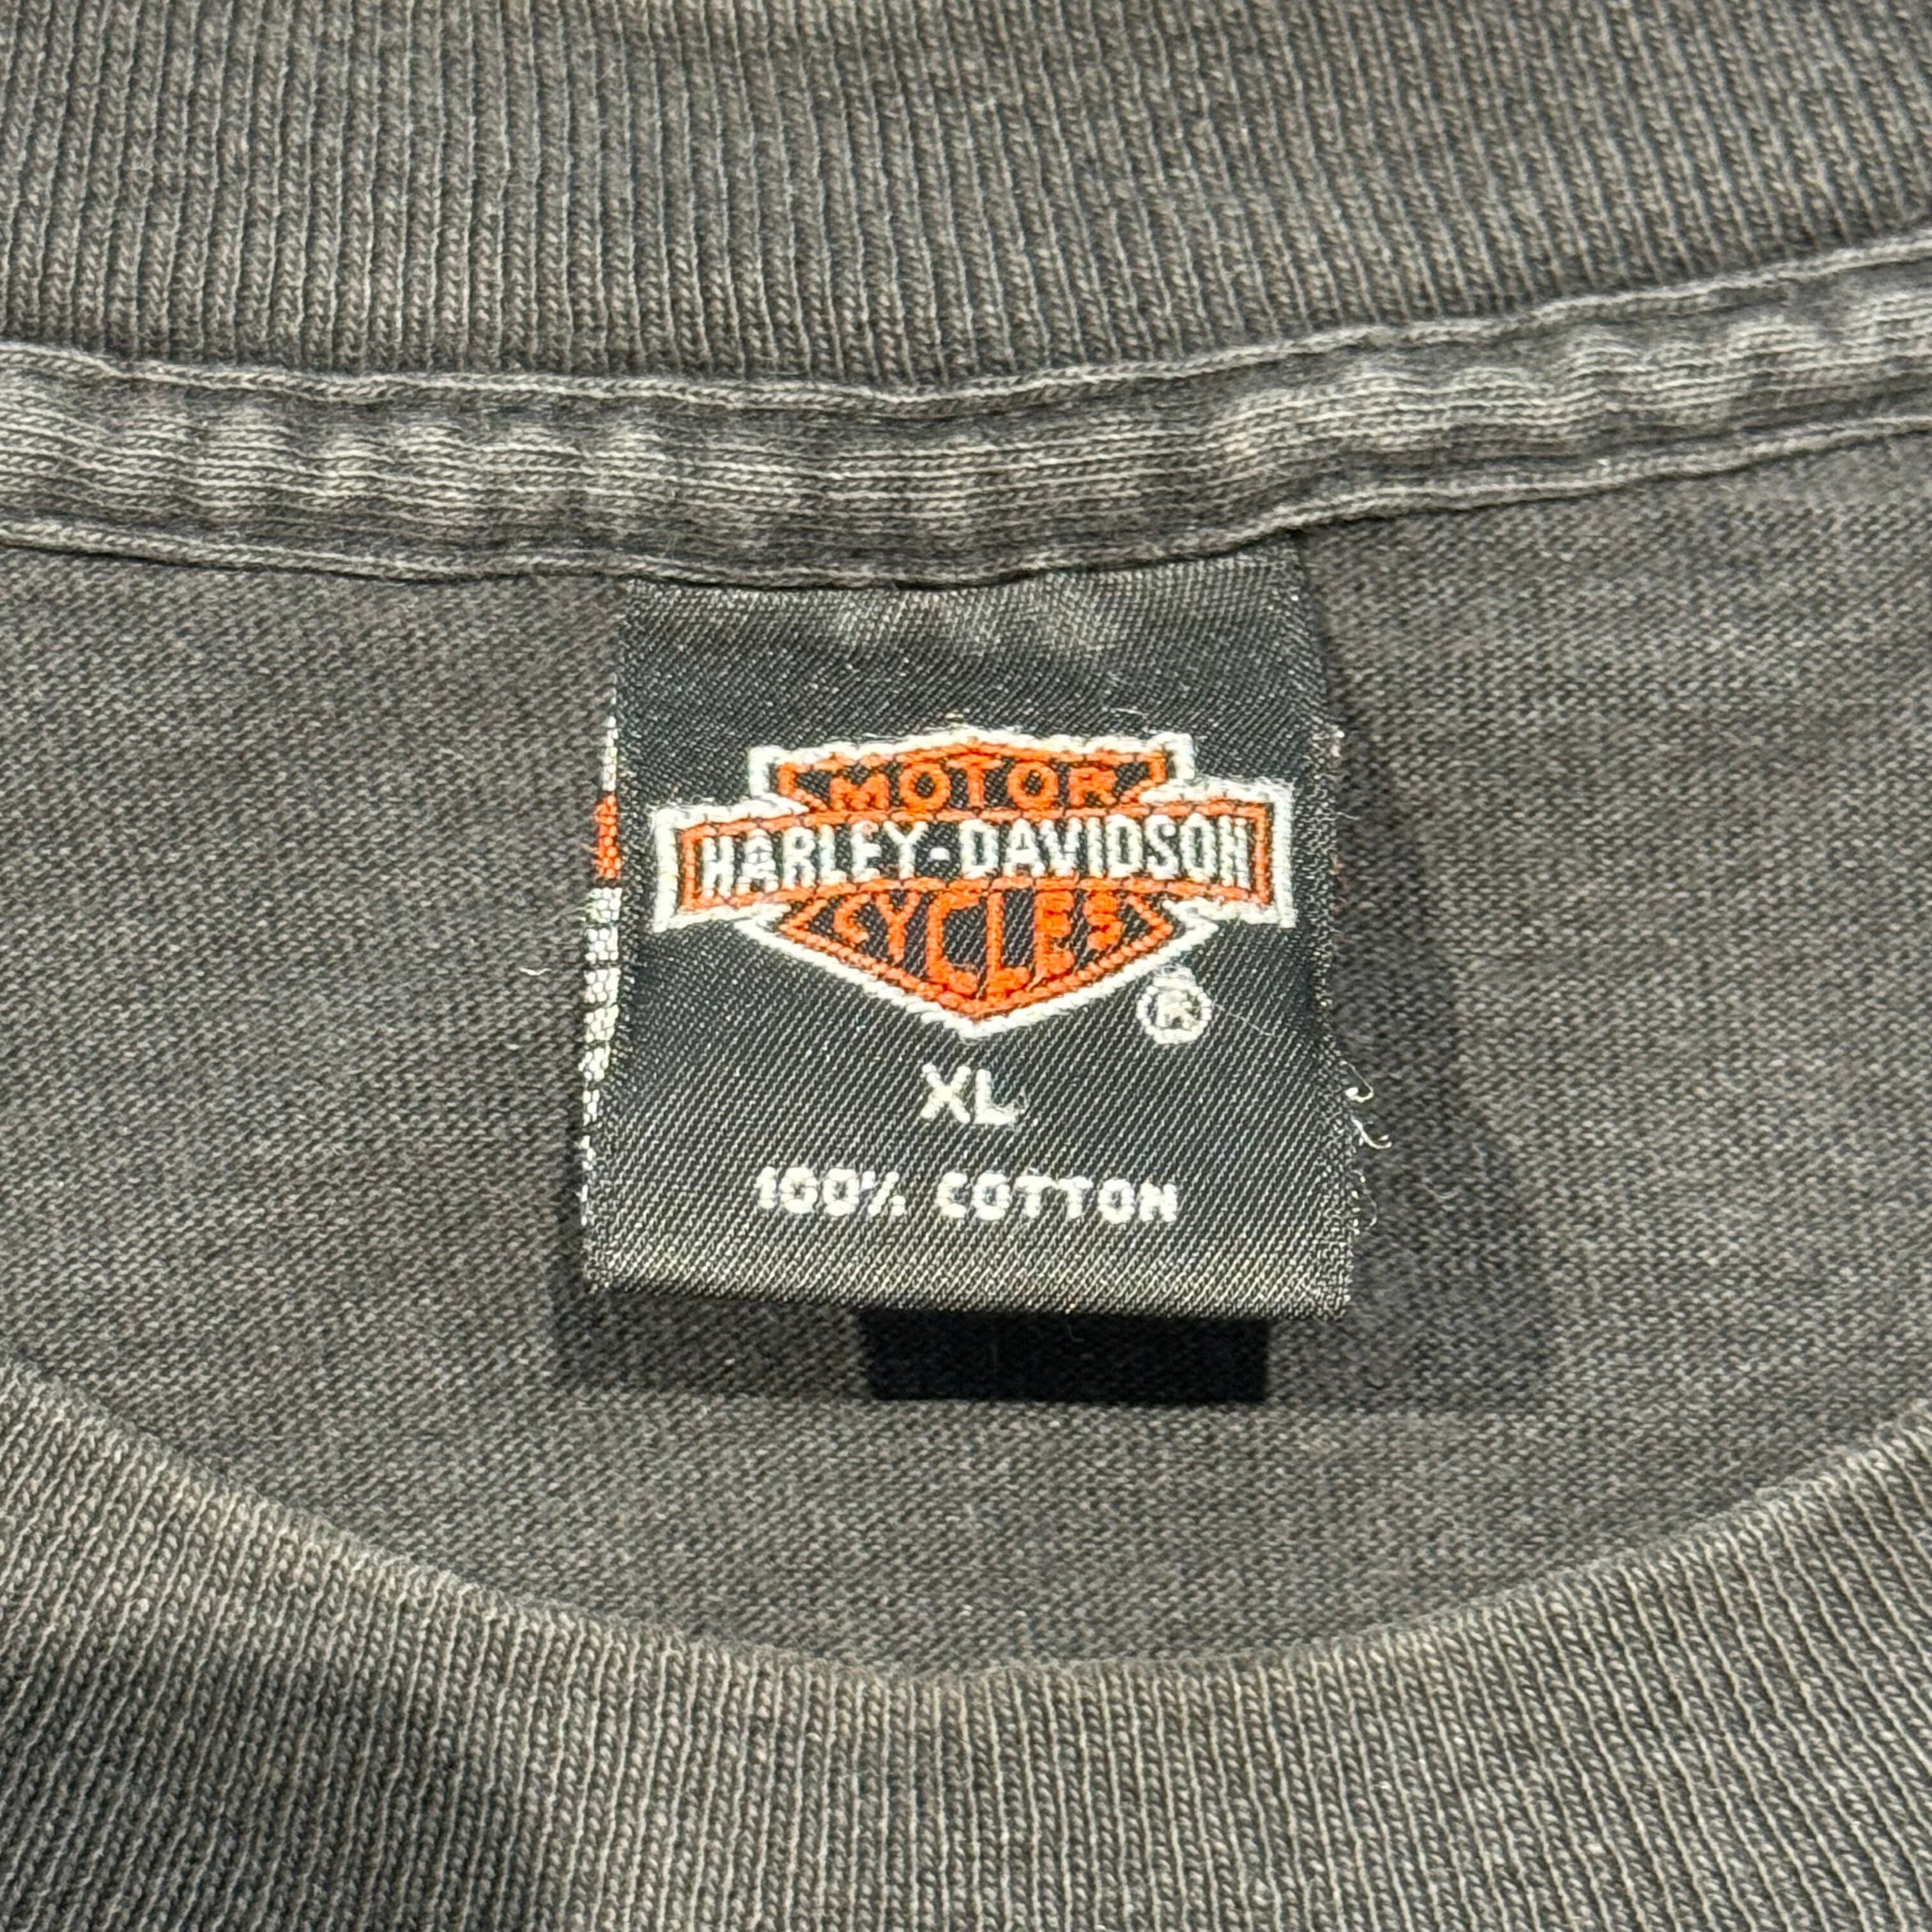 MOTOR
HARLEY-DAVIDSON
CYCLES
®
XL
100% COTTON